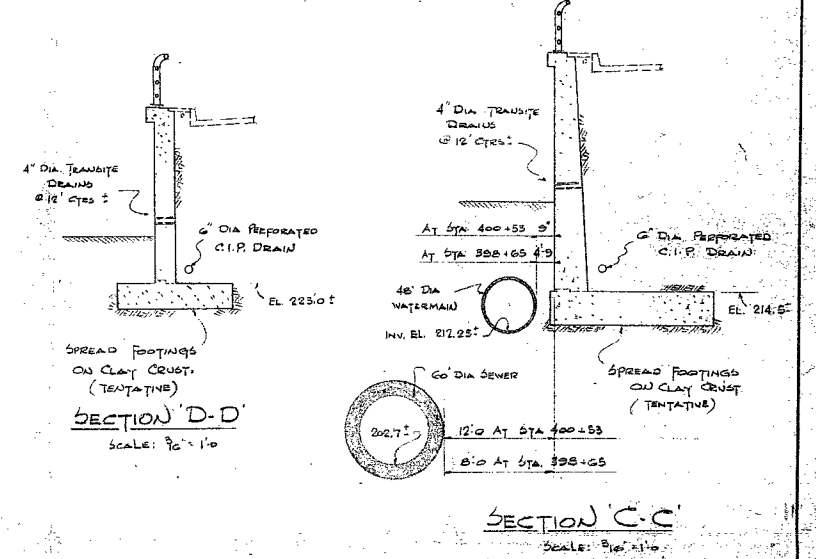 4" DIA. TRANSITE
DRAINS
@ 12' CTRS ±
6" DIA PERFORATED
C.I.P. DRAIN
EL. 223.0 ±
SPREAD FOOTINGS
ON CLAY CRUST.
(TENTATIVE)
SECTION 'D-D'
SCALE: 3/16" = 1'-0
4" DIA TRANSITE
DRAINS
@ 12' CTRS ±
AT STA 400+53 9"
AT STA 398+65 4'-9
6" DIA. PERFORATED
C.I.P. DRAIN
48" DIA
WATERMAIN
INV. EL. 212.25±
EL. 214.5±
60" DIA SEWER
202.7±
12'-0 AT STA 400+53
8'-0 AT STA. 398+65
SPREAD FOOTINGS
ON CLAY CRUST
(TENTATIVE)
SECTION 'C-C'
SCALE: 3/16" = 1'-0